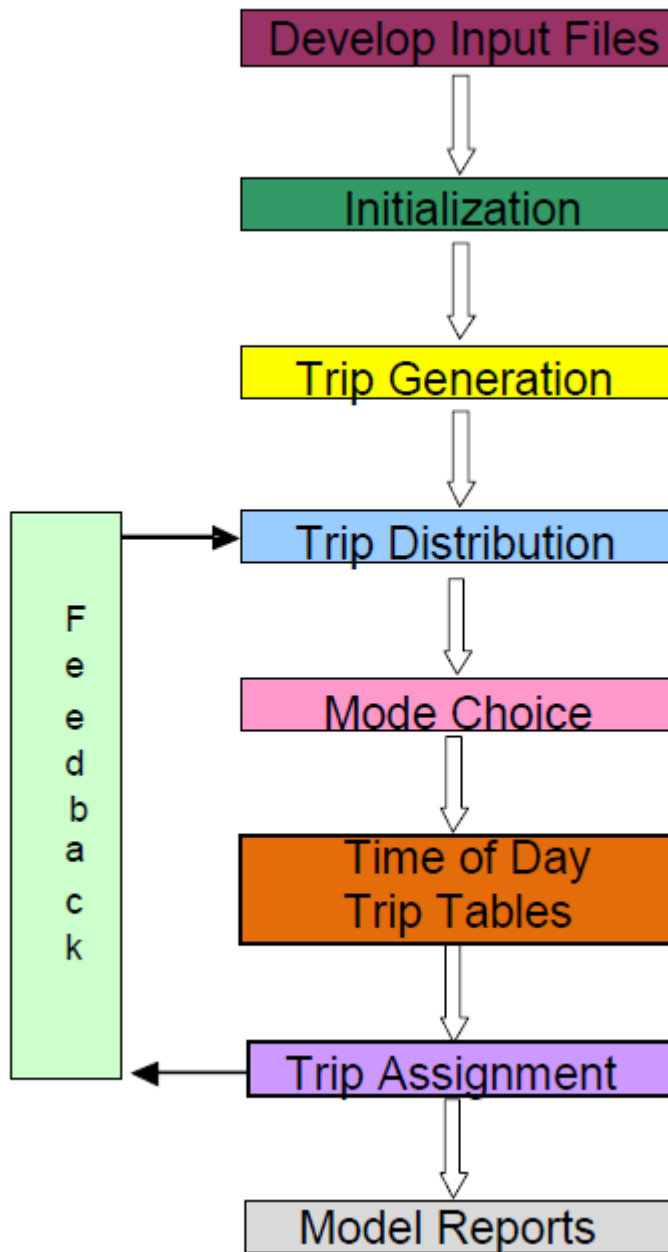 Develop Input Files
Initialization
Trip Generation
Trip Distribution
Feedback
Mode Choice
Time of Day
Trip Tables
Trip Assignment
Model Reports